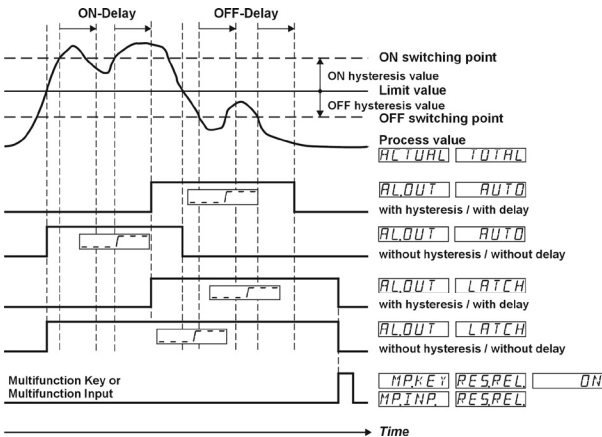 ON-Delay OFF-Delay
ON switching point
ON hysteresis value
Limit value
OFF hysteresis value
OFF switching point
Process value
ACTUAL TOTAL
AL.OUT AUTO
with hysteresis / with delay
AL.OUT AUTO
without hysteresis / without delay
AL.OUT LATCH
with hysteresis / with delay
AL.OUT LATCH
without hysteresis / without delay
Multifunction Key or
Multifunction Input
MP.KEY RES.REL. ON
MP.INP. RES.REL.
Time